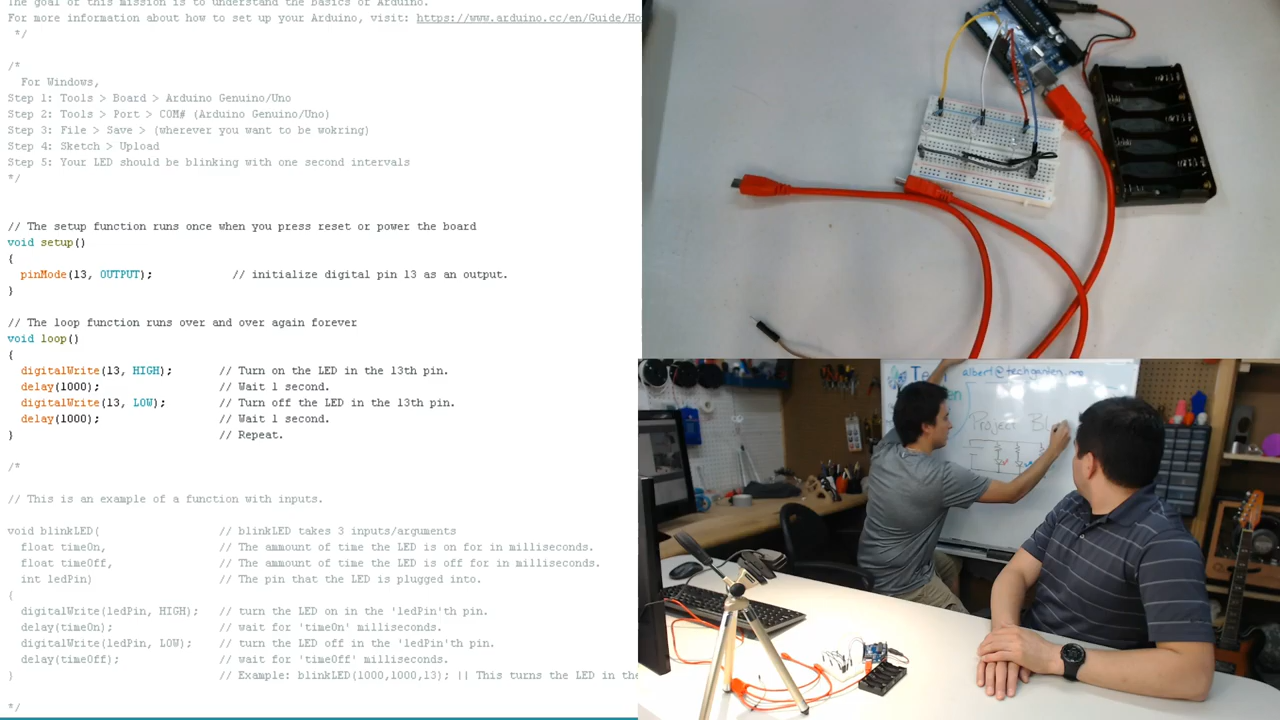 The goal of this mission is to understand the basics of Arduino.
For more information about how to set up your Arduino, visit: https://www.arduino.cc/en/Guide/Ho
*/
/*
For Windows,
Step 1: Tools > Board > Arduino Genuino/Uno
Step 2: Tools > Port > COM# (Arduino Genuino/Uno)
Step 3: File > Save > (wherever you want to be wokring)
Step 4: Sketch > Upload
Step 5: Your LED should be blinking with one second intervals
*/
// The setup function runs once when you press reset or power the board
void setup()
{
pinMode(13, OUTPUT); // initialize digital pin 13 as an output.
}
// The loop function runs over and over again forever
void loop()
{
digitalWrite(13, HIGH); // Turn on the LED in the 13th pin.
delay(1000); // Wait 1 second.
digitalWrite(13, LOW); // Turn off the LED in the 13th pin.
delay(1000); // Wait 1 second.
} // Repeat.
/*
// This is an example of a function with inputs.
void blinkLED( // blinkLED takes 3 inputs/arguments
float timeOn, // The ammount of time the LED is on for in milliseconds.
float timeOff, // The ammount of time the LED is off for in milliseconds.
int ledPin) // The pin that the LED is plugged into.
{
digitalWrite(ledPin, HIGH); // turn the LED on in the 'ledPin'th pin.
delay(timeOn); // wait for 'timeOn' milliseconds.
digitalWrite(ledPin, LOW); // turn the LED off in the 'ledPin'th pin.
delay(timeOff); // wait for 'timeOff' milliseconds.
} // Example: blinkLED(1000,1000,13); || This turns the LED in the
*/
albert@techgarden.
Project Bl